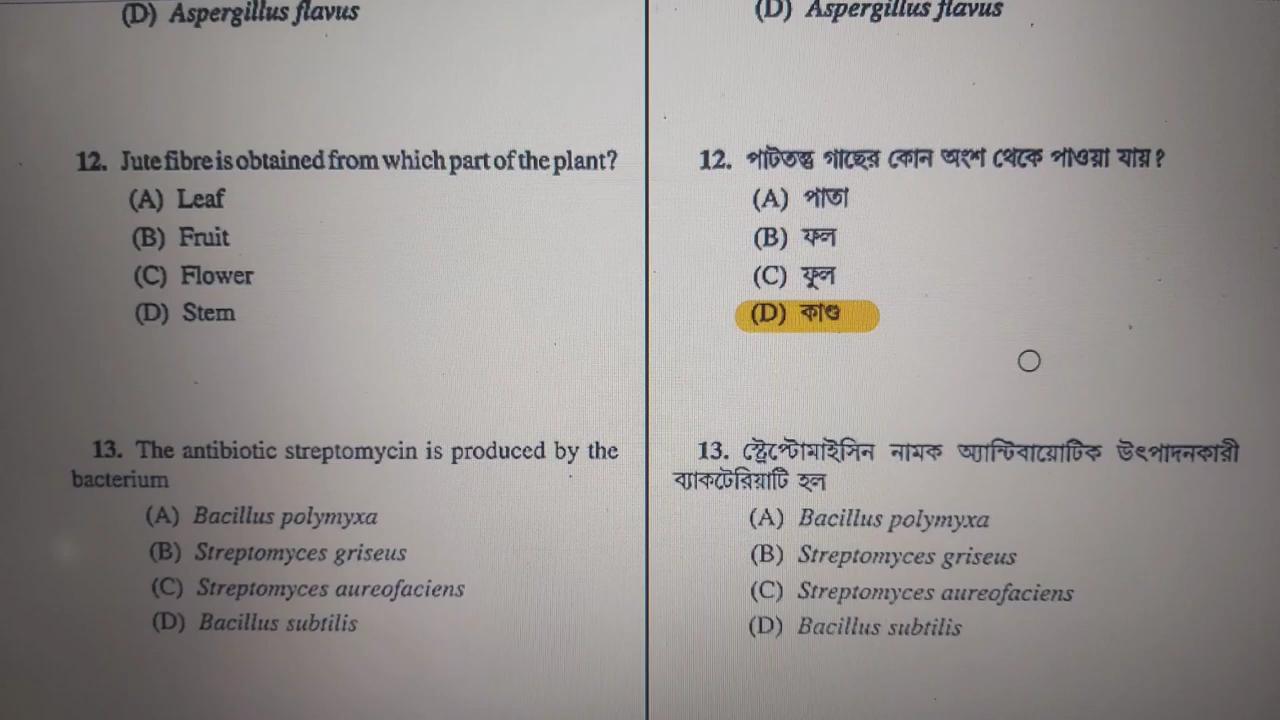 (D) Aspergillus flavus
12. Jute fibre is obtained from which part of the plant?
(A) Leaf
(B) Fruit
(C) Flower
(D) Stem
13. The antibiotic streptomycin is produced by the
bacterium
(A) Bacillus polymyxa
(B) Streptomyces griseus
(C) Streptomyces aureofaciens
(D) Bacillus subtilis
(D) Aspergillus flavus
12. পাটতন্তু গাছের কোন অংশ থেকে পাওয়া যায় ?
(A) পাতা
(B) ফল
(C) ফুল
(D) কাণ্ড
13. স্ট্রেপ্টোমাইসিন নামক অ্যান্টিবায়োটিক উৎপাদনকারী
ব্যাকটেরিয়াটি হল
(A) Bacillus polymyxa
(B) Streptomyces griseus
(C) Streptomyces aureofaciens
(D) Bacillus subtilis